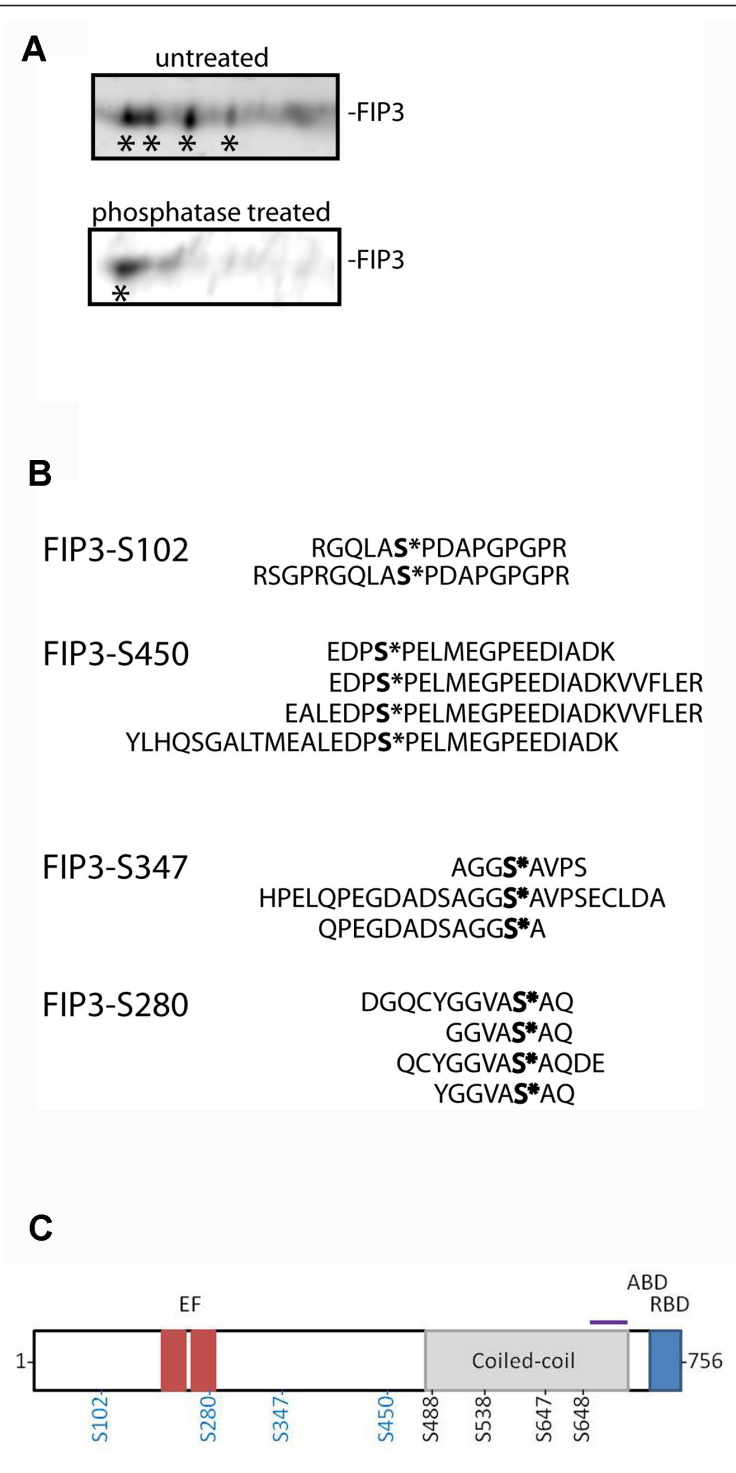 A
untreated
-FIP3
* * * *
phosphatase treated
-FIP3
*
B
FIP3-S102
RGQLAS*PDAPGPGPR
RSGPRGQLAS*PDAPGPGPR
FIP3-S450
EDPS*PELMEGPEEDIADK
EDPS*PELMEGPEEDIADKVVFLER
EALEDPS*PELMEGPEEDIADKVVFLER
YLHQSGALTMEALEDPS*PELMEGPEEDIADK
FIP3-S347
AGGS*AVPS
HPELQPEGDADSAGGS*AVPSECLDA
QPEGDADSAGGS*A
FIP3-S280
DGQCYGGVAS*AQ
GGVAS*AQ
QCYGGVAS*AQDE
YGGVAS*AQ
C
ABD
EF
RBD
1-
Coiled-coil
-756
S102
S280
S347
S450
S488
S538
S647
S648